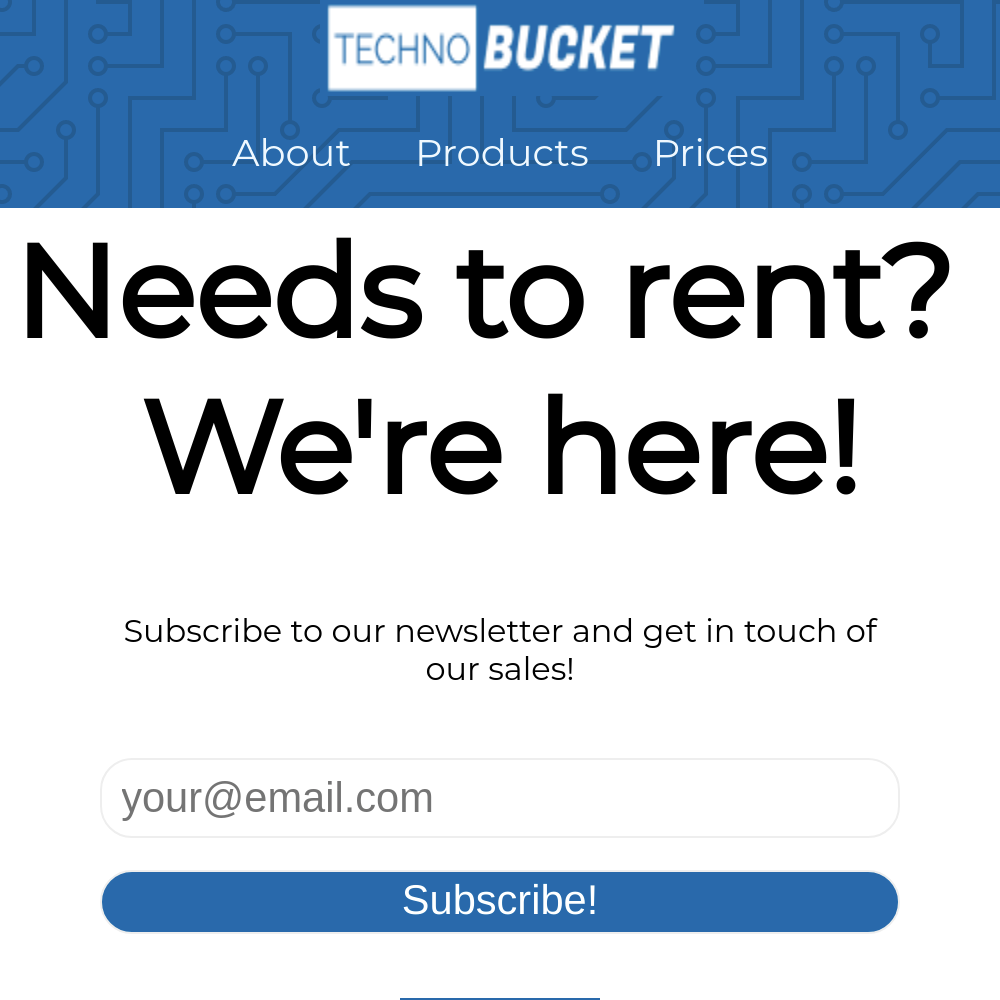 TECHNO BUCKET
About Products Prices
Needs to rent?
We're here!
Subscribe to our newsletter and get in touch of
our sales!
your@email.com
Subscribe!